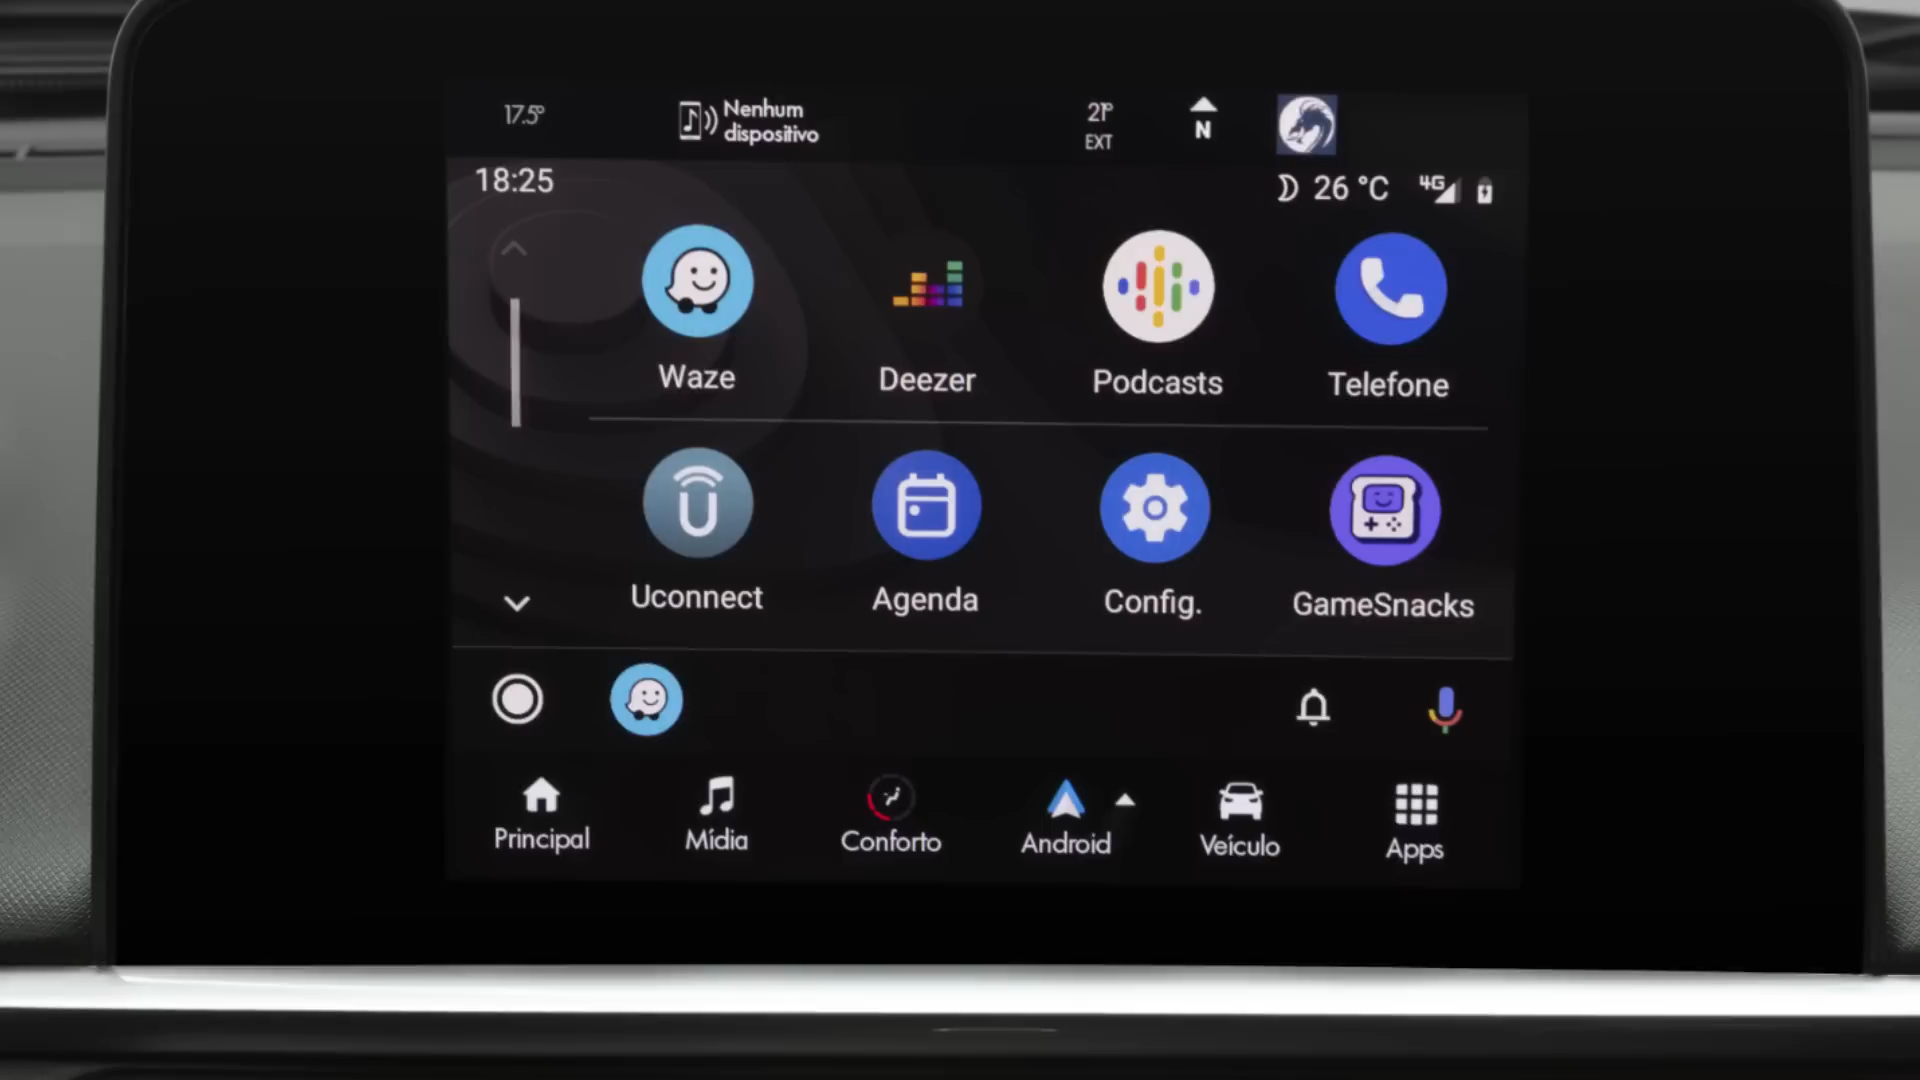 17.5°
Nenhum
dispositivo
21°
EXT
N
18:25
26 °C
4G
Waze
Deezer
Podcasts
Telefone
Uconnect
Agenda
Config.
GameSnacks
Principal
Mídia
Conforto
Android
Veículo
Apps